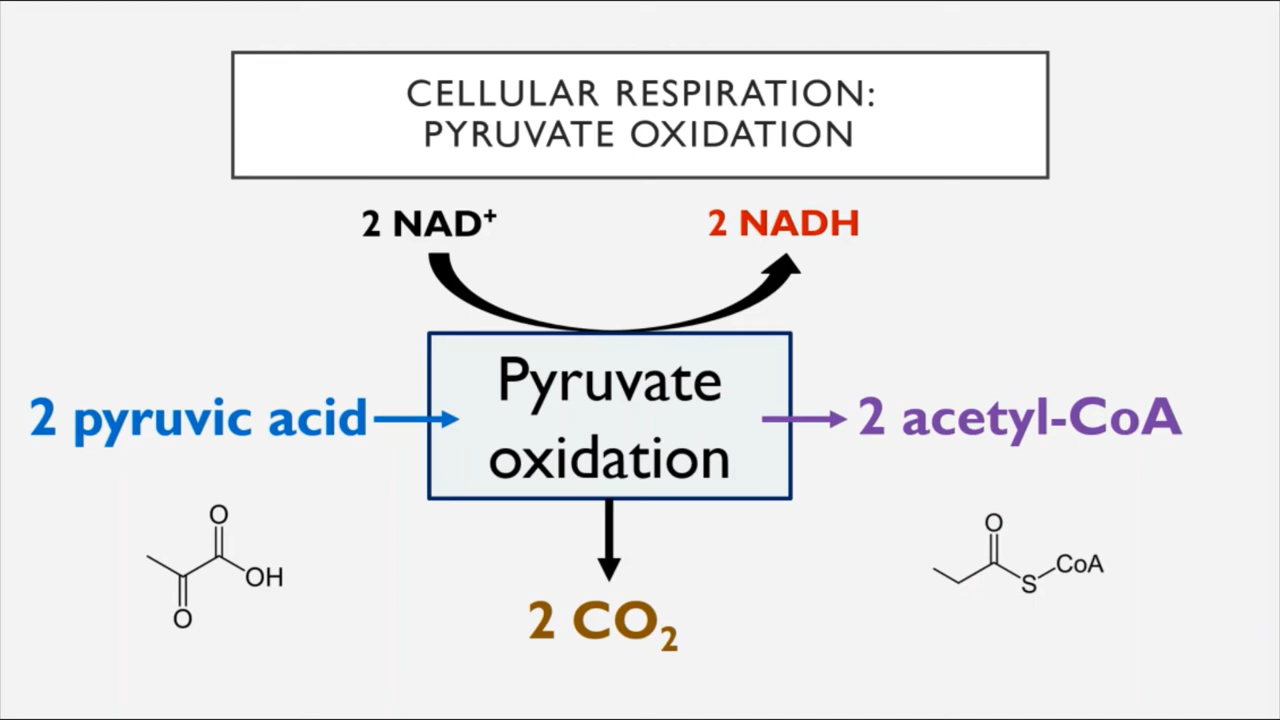 CELLULAR RESPIRATION:
PYRUVATE OXIDATION
2 NAD⁺
2 NADH
Pyruvate
oxidation
2 pyruvic acid
2 acetyl-CoA
O
OH
O
O
S
CoA
2 CO₂